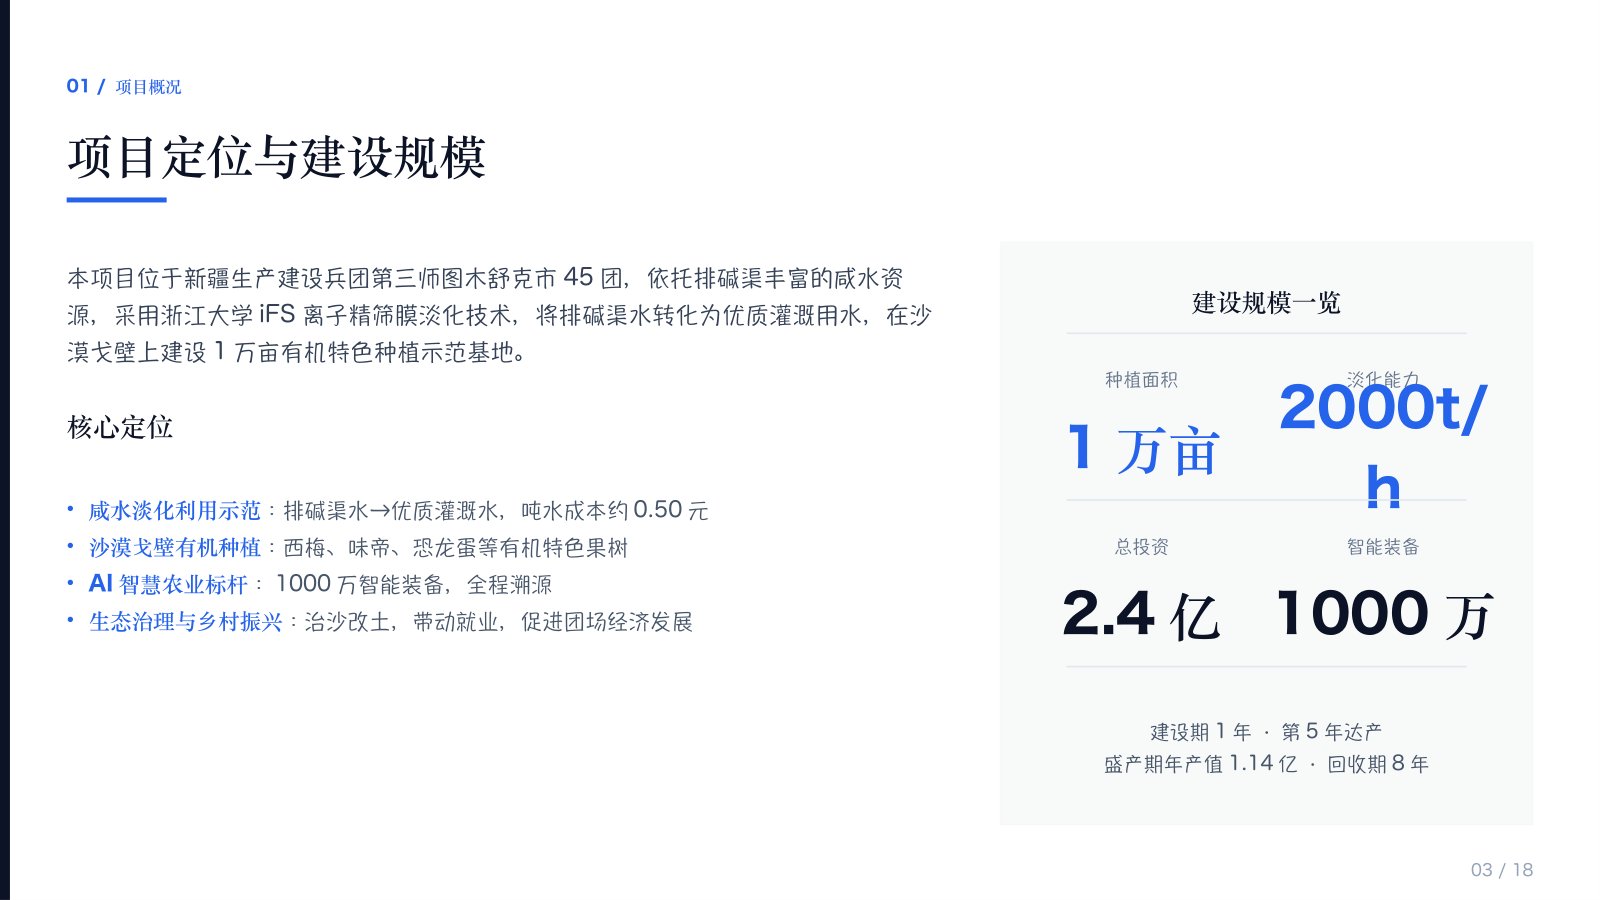 01 / 项目概况
项目定位与建设规模
本项目位于新疆生产建设兵团第三师图木舒克市 45 团，依托排碱渠丰富的咸水资
源，采用浙江大学 iFS 离子精筛膜淡化技术，将排碱渠水转化为优质灌溉用水，在沙
漠戈壁上建设 1 万亩有机特色种植示范基地。
核心定位
• 咸水淡化利用示范：排碱渠水→优质灌溉水，吨水成本约 0.50 元
• 沙漠戈壁有机种植：西梅、味帝、恐龙蛋等有机特色果树
• AI 智慧农业标杆：1000 万智能装备，全程溯源
• 生态治理与乡村振兴：治沙改土，带动就业，促进团场经济发展
建设规模一览
种植面积
1 万亩
淡化能力
2000t/
h
总投资
2.4 亿
智能装备
1000 万
建设期 1 年 · 第 5 年达产
盛产期年产值 1.14 亿 · 回收期 8 年
03 / 18